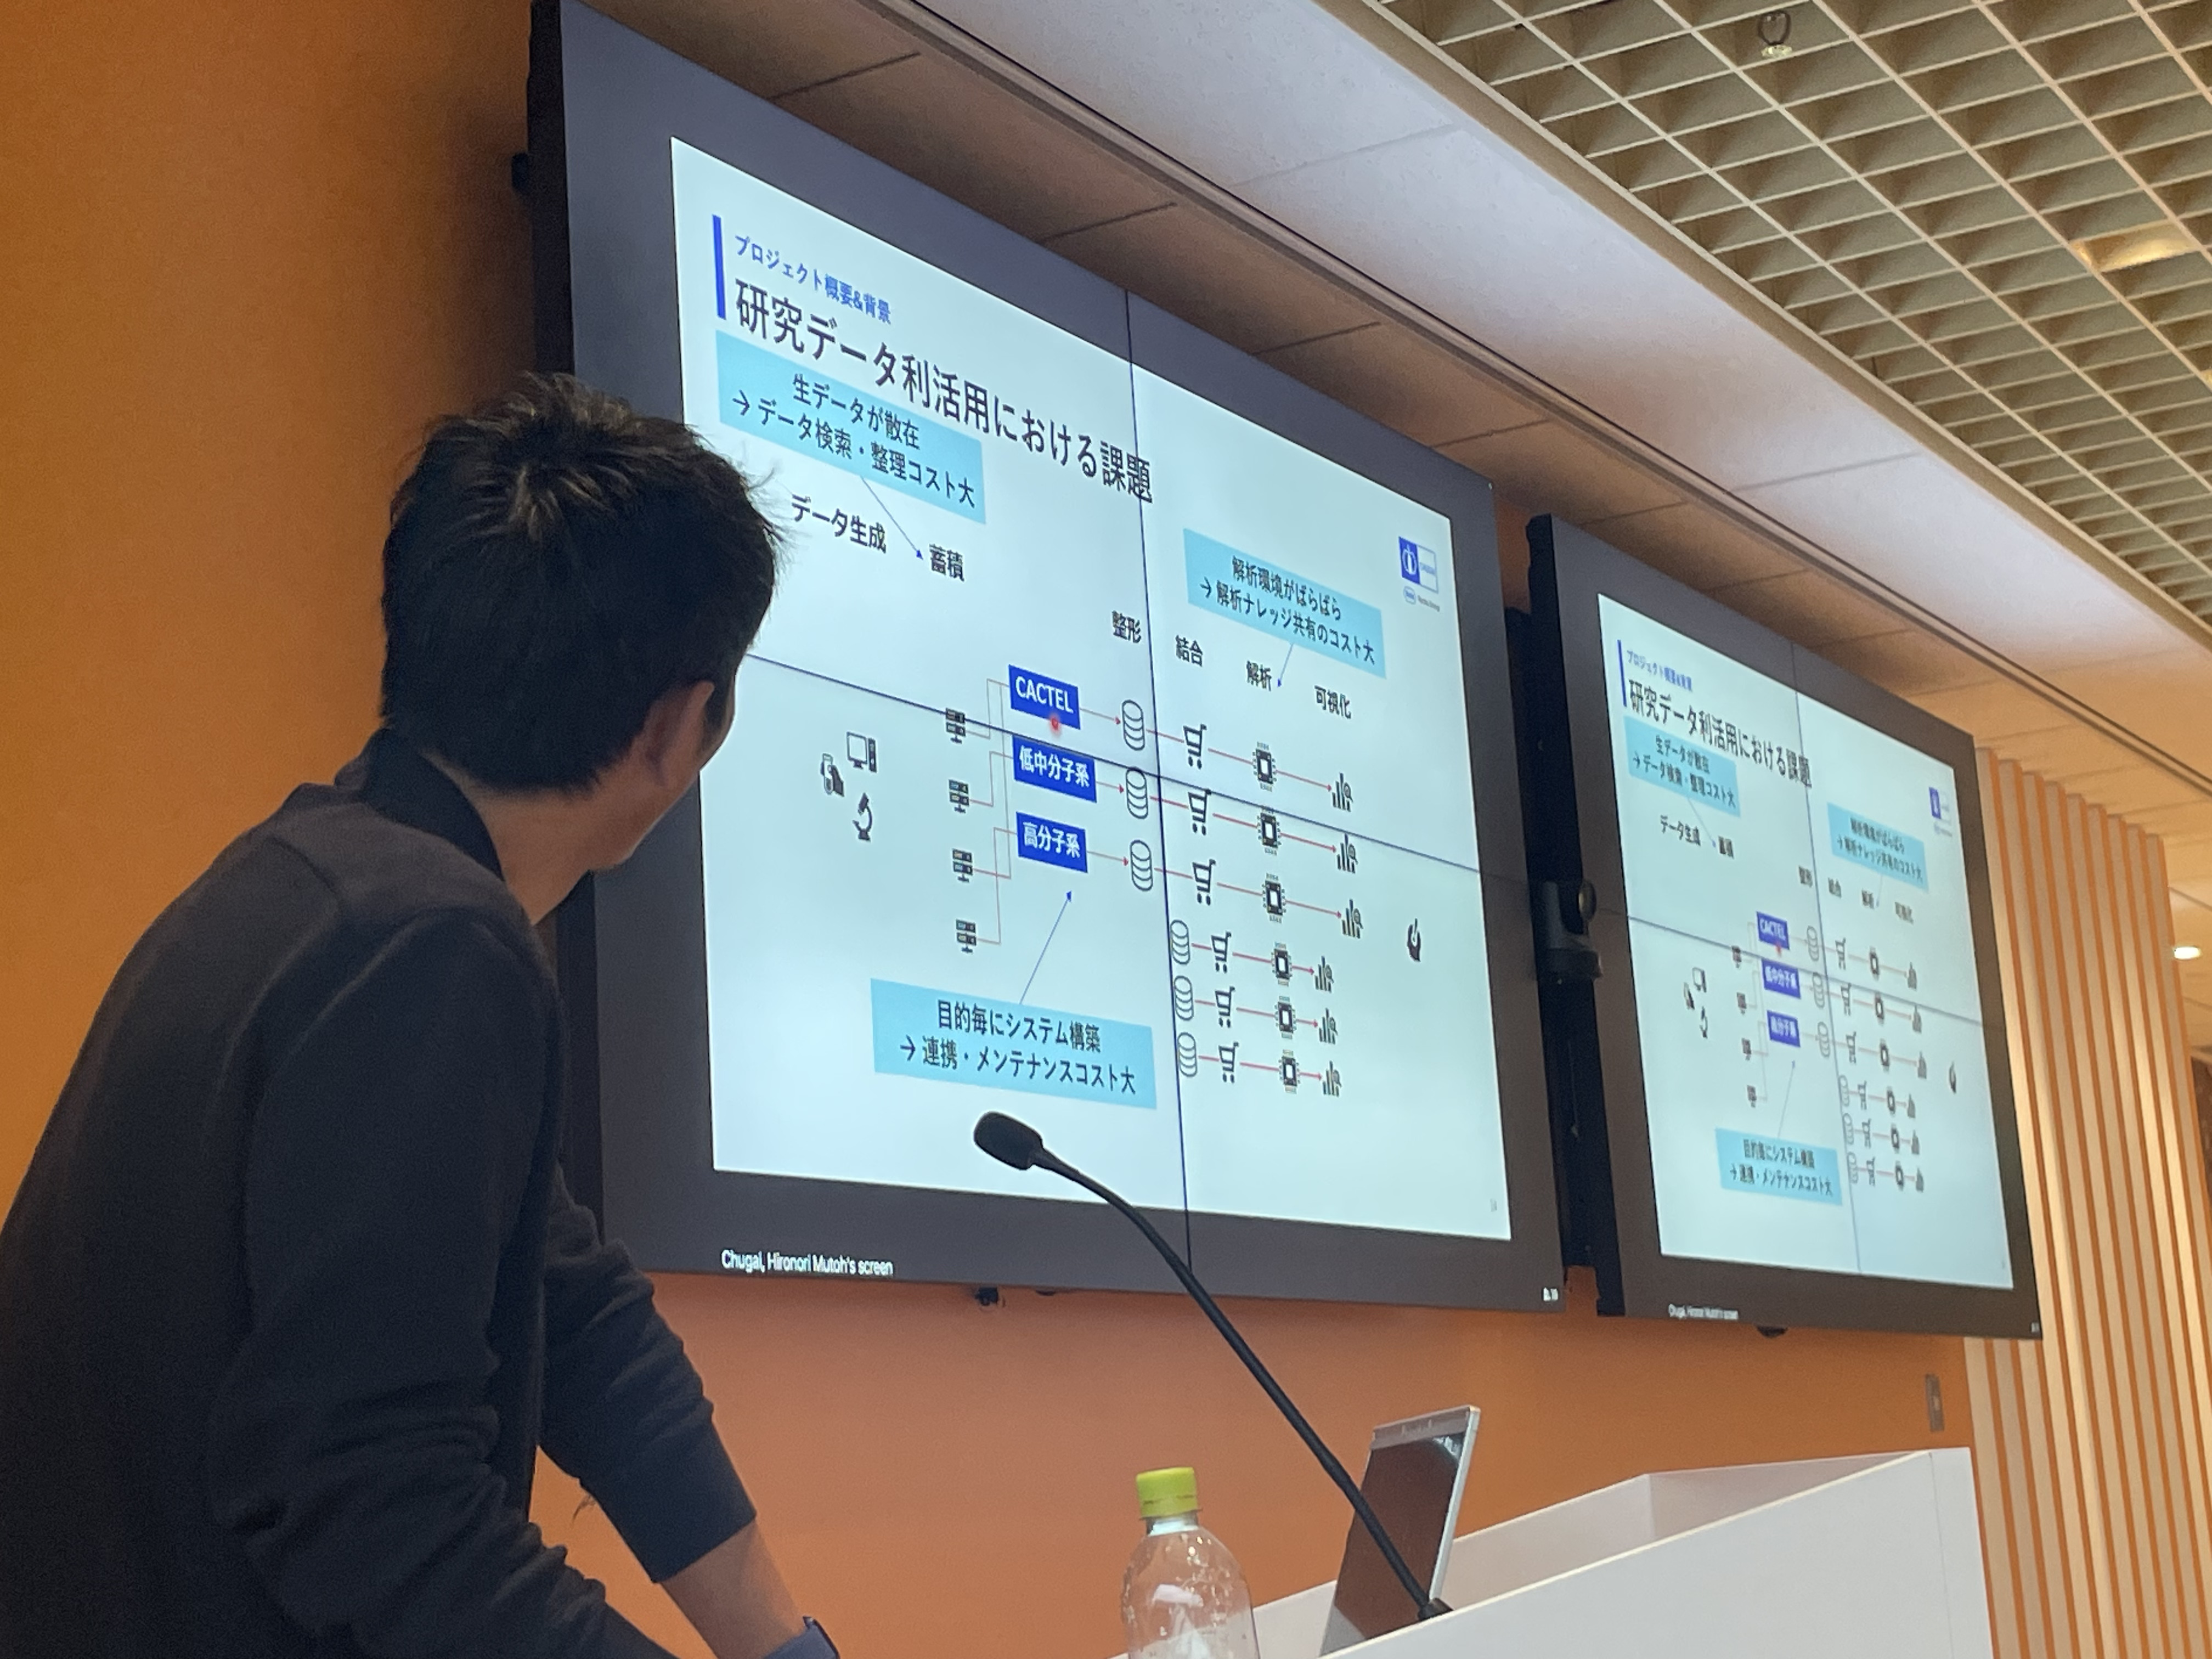 プロジェクト概要&背景
研究データ利活用における課題
生データが散在
→データ検索・整理コスト大
データ生成
蓄積
整形
結合
解析
可視化
解析環境がばらばら
→解析ナレッジ共有のコスト大
CACTEL
低中分子系
高分子系
目的毎にシステム構築
→連携・メンテナンスコスト大
Chugai, Hironori Mutoh's screen
プロジェクト概要&背景
研究データ利活用における課題
生データが散在
→データ検索・整理コスト大
データ生成
蓄積
整形
結合
解析
可視化
解析環境がばらばら
→解析ナレッジ共有のコスト大
CACTEL
低中分子系
高分子系
目的毎にシステム構築
→連携・メンテナンスコスト大
Chugai, Hironori Mutoh's screen